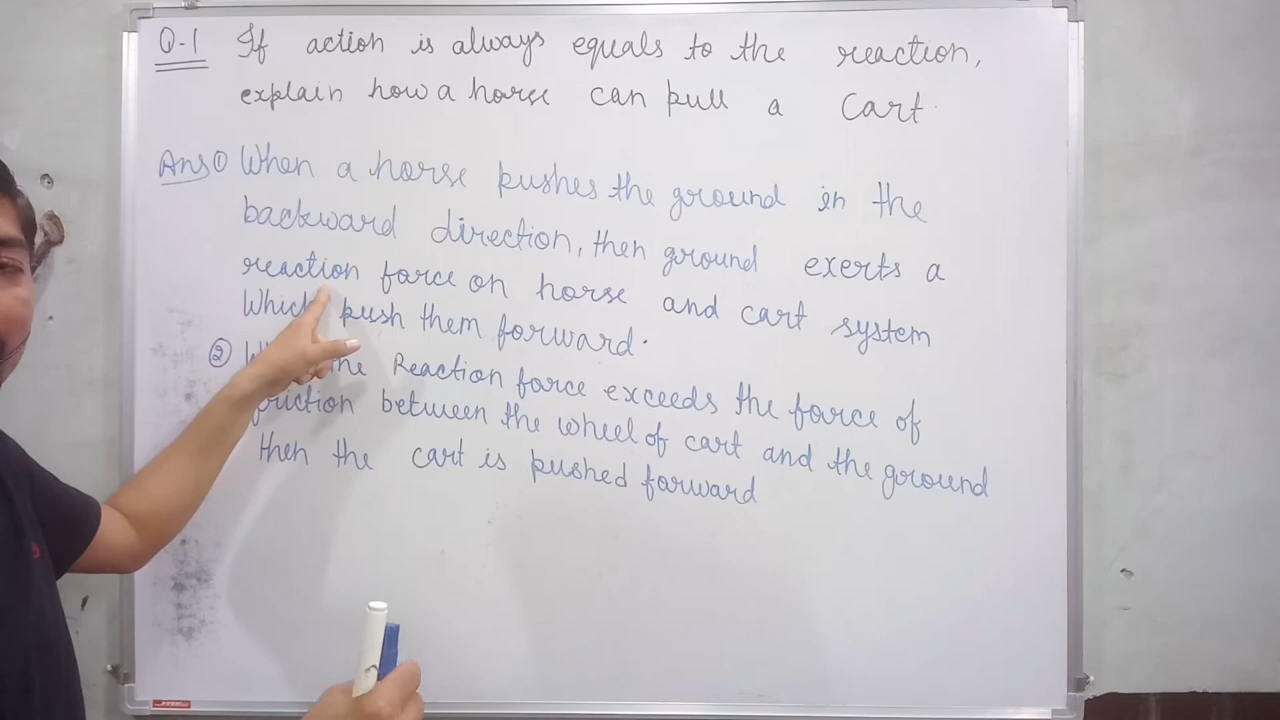 Q-1 If action is always equals to the reaction,
explain how a horse can pull a cart.
Ans ① When a horse pushes the ground in the
backward direction, then ground exerts a
reaction force on horse and cart system
Which push them forward.
② the Reaction force exceeds the force of
friction between the wheel of cart and the ground
then the cart is pushed forward